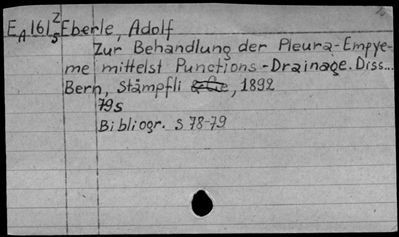 EA 161 Z/5 Eberle, Adolf
Zur Behandlung der Pleura-Empye-
me mittelst Punctions-Drainage. Diss...
Bern, Stämpfli, 1892
79s
Bibliogr. S 78-79